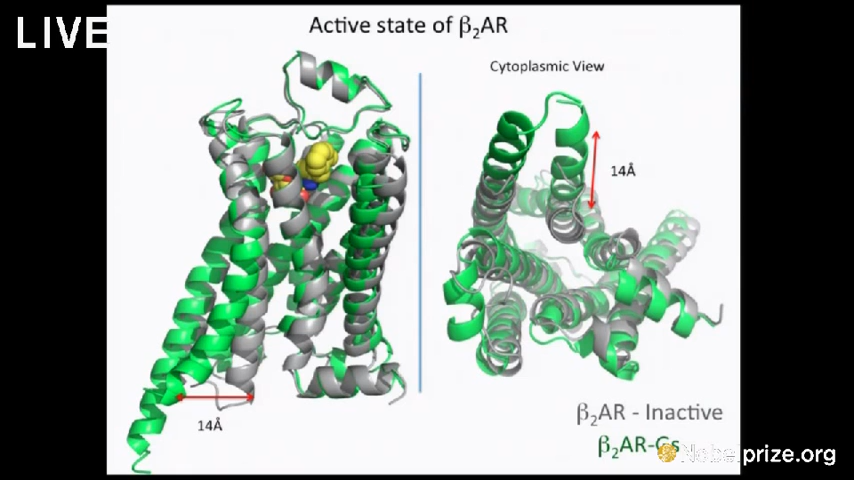 LIVE
Active state of β₂AR
Cytoplasmic View
14Å
14Å
β₂AR - Inactive
β₂AR-Gs
Nobelprize.org